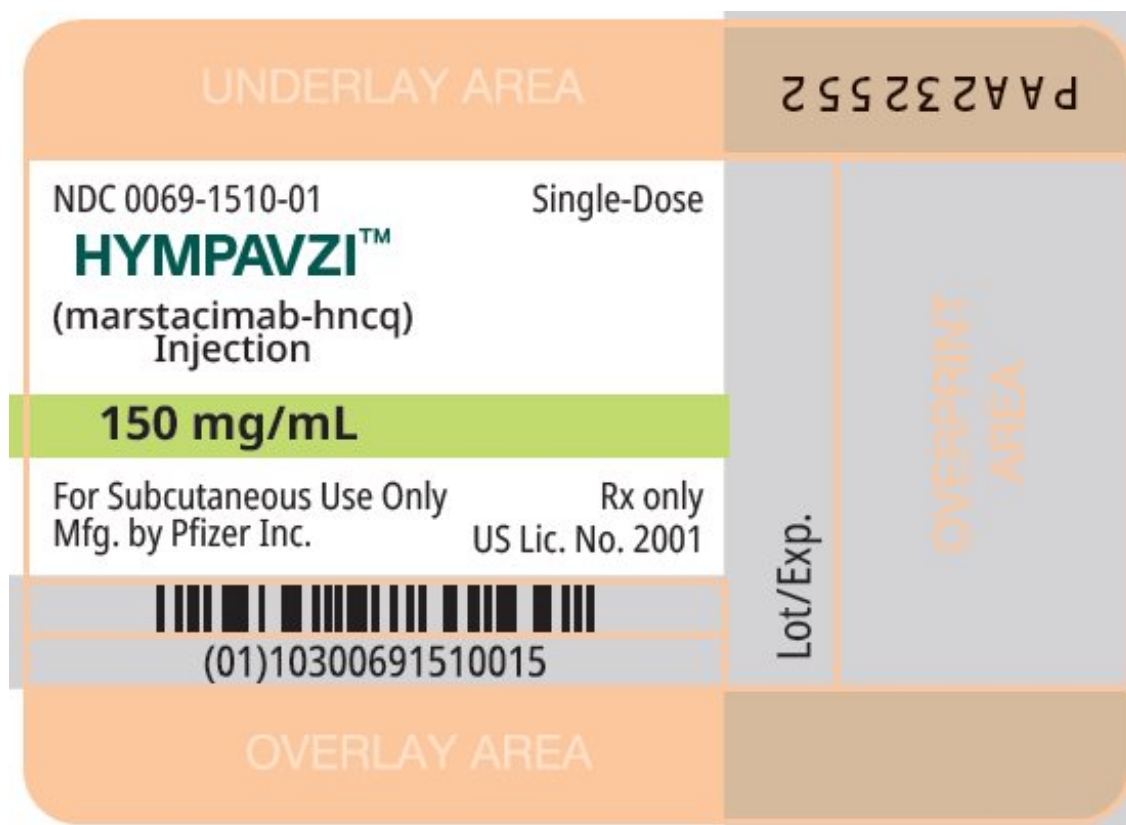 UNDERLAY AREA
PAA232552
NDC 0069-1510-01 Single-Dose
HYMPAVZI™
(marstacimab-hncq)
Injection
150 mg/mL
For Subcutaneous Use Only Rx only
Mfg. by Pfizer Inc. US Lic. No. 2001
(01)10300691510015
Lot/Exp.
OVERPRINT
AREA
OVERLAY AREA